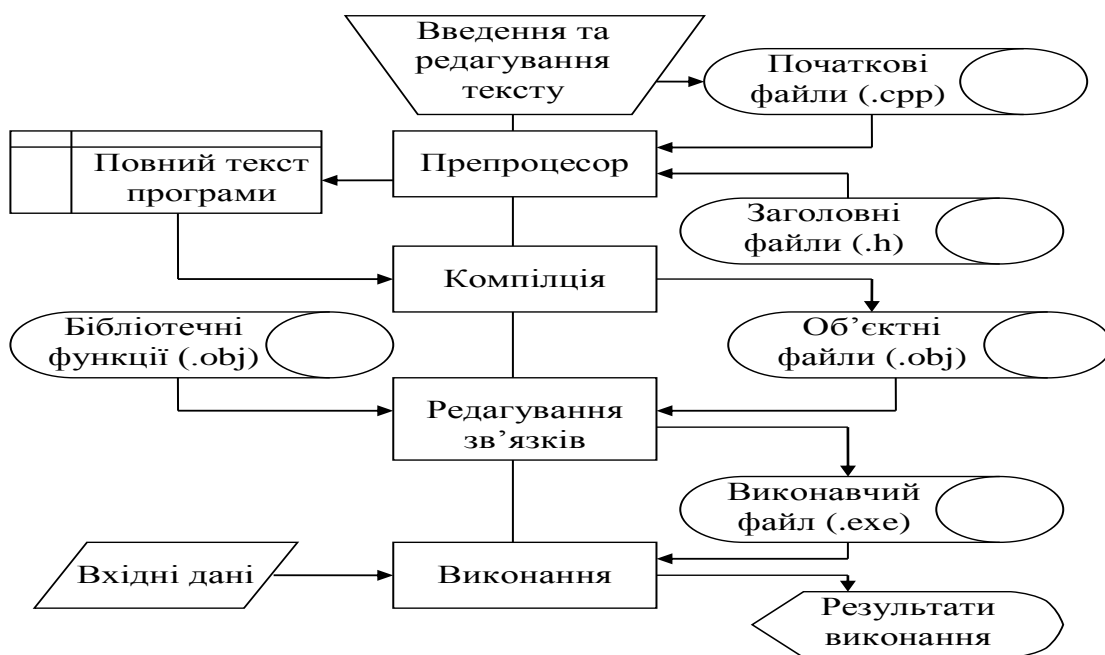 Введення та
редагування
тексту
Початкові
файли (.cpp)
Повний текст
програми
Препроцесор
Заголовні
файли (.h)
Компілція
Бібліотечні
функції (.obj)
Об’єктні
файли (.obj)
Редагування
зв’язків
Виконавчий
файл (.exe)
Вхідні дані
Виконання
Результати
виконання